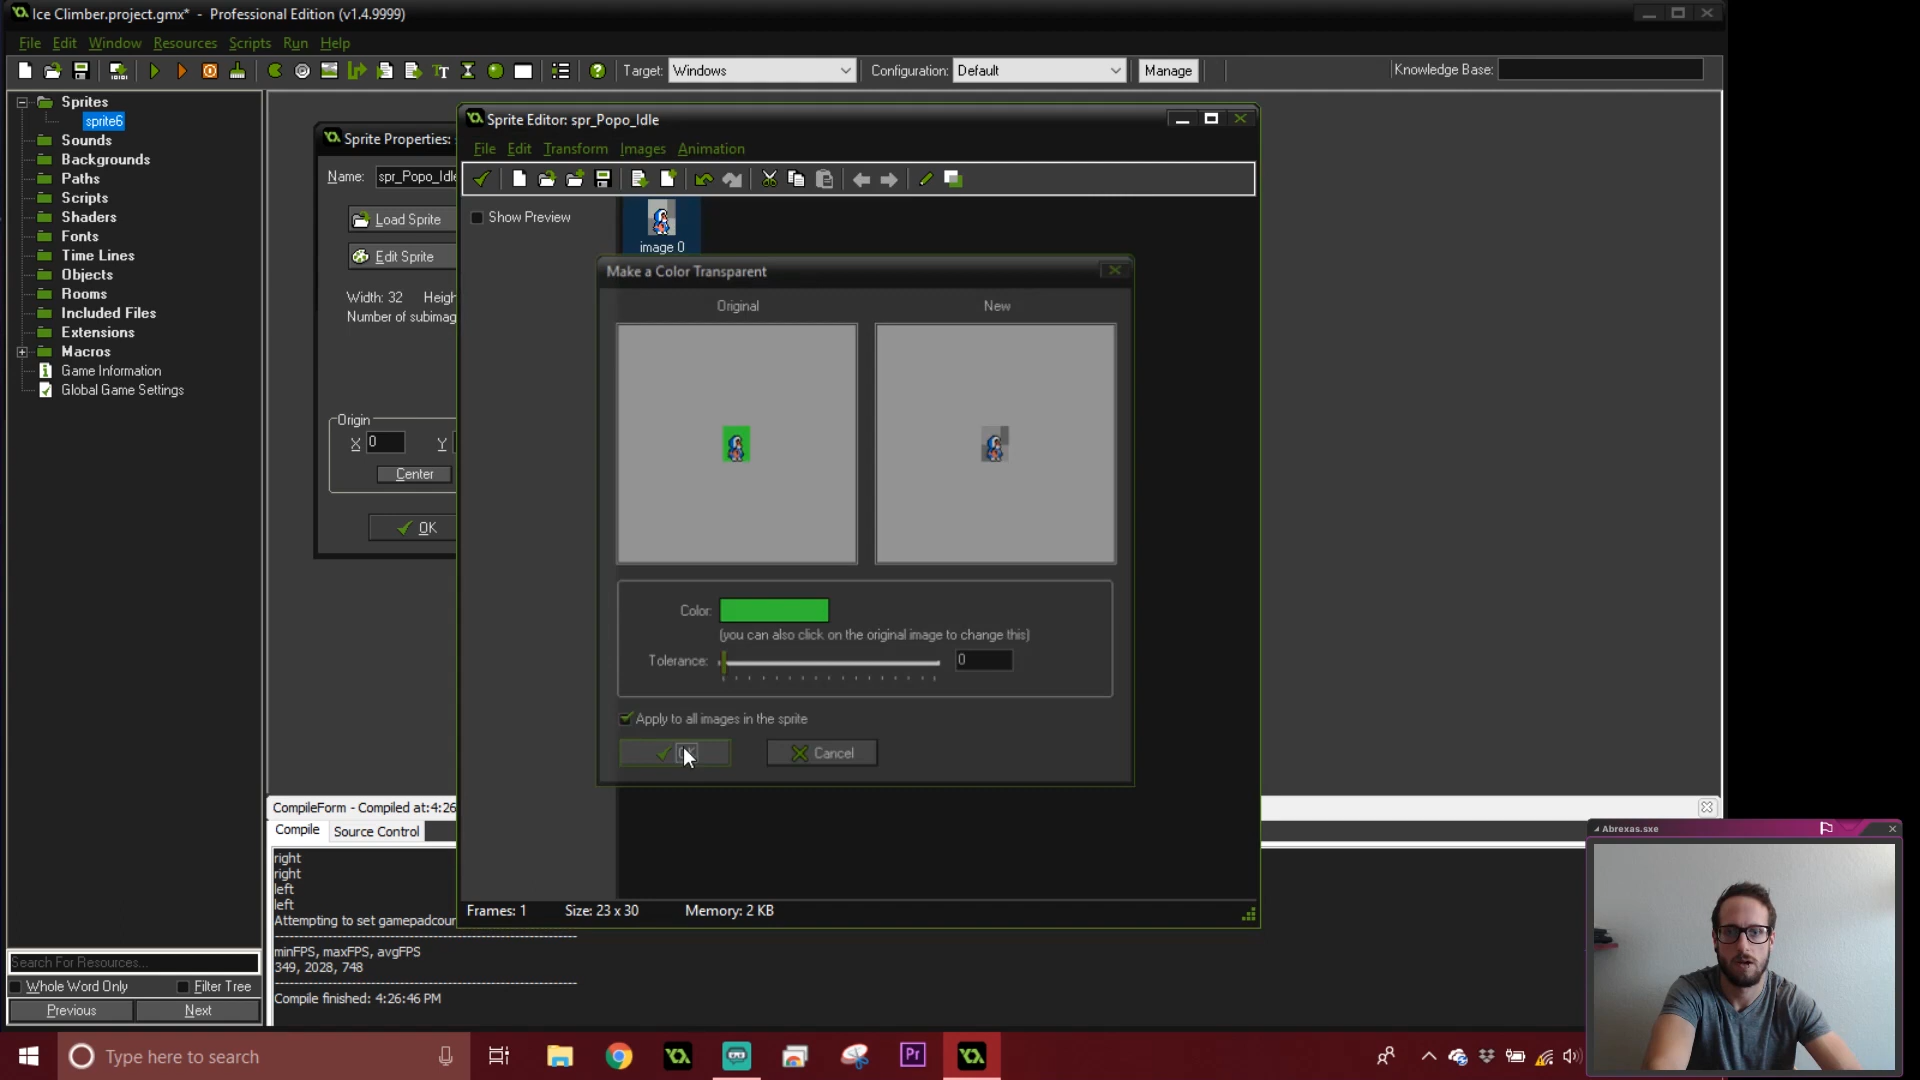 Ice Climber.project.gmx* - Professional Edition (v1.4.9999)
File Edit Window Resources Scripts Run Help
Target: Windows Configuration: Default Manage Knowledge Base:
Sprites
sprite6
Sounds
Backgrounds
Paths
Scripts
Shaders
Fonts
Time Lines
Objects
Rooms
Included Files
Extensions
Macros
Game Information
Global Game Settings
Search For Resources...
Whole Word Only Filter Tree
Previous Next
Sprite Properties:
Name: spr_Popo_Idle
Load Sprite
Edit Sprite
Width: 32 Heigh
Number of subimag
Origin
X 0 Y
Center
OK
Sprite Editor: spr_Popo_Idle
File Edit Transform Images Animation
Show Preview
image 0
Make a Color Transparent
Original New
Color:
(you can also click on the original image to change this)
Tolerance: 0
Apply to all images in the sprite
Cancel
Frames: 1 Size: 23 x 30 Memory: 2 KB
CompileForm - Compiled at:4:26
Compile Source Control
right
right
left
left
Attempting to set gamepadcour
minFPS, maxFPS, avgFPS
349, 2028, 748
Compile finished: 4:26:46 PM
Abrexas.sxe
Type here to search
Pr